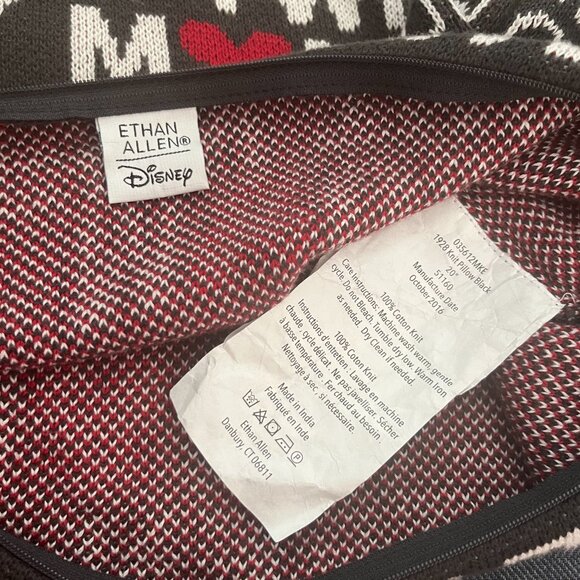 M
ETHAN
ALLEN®
Disney
035612MKE
1928 Knit Pillow Black
20"
51160
Manufacture Date
October 2016
100% Coton Knit
Care Instructions: Machine wash warm, gentle
cycle. Do not Bleach. Tumble dry low. Warm iron
as needed. Dry Clean if needed.
100% Cotton Knit
Instructions d'entretien. Lavage en machine
chaude, cycle délicat. Ne pas javelliser. Sécher
à basse température. Fer chaud au besoin.
Nettoyage à sec, si nécessaire.
Made in India
Fabriqué en Inde
Ethan Allen
Danbury, CT 06811